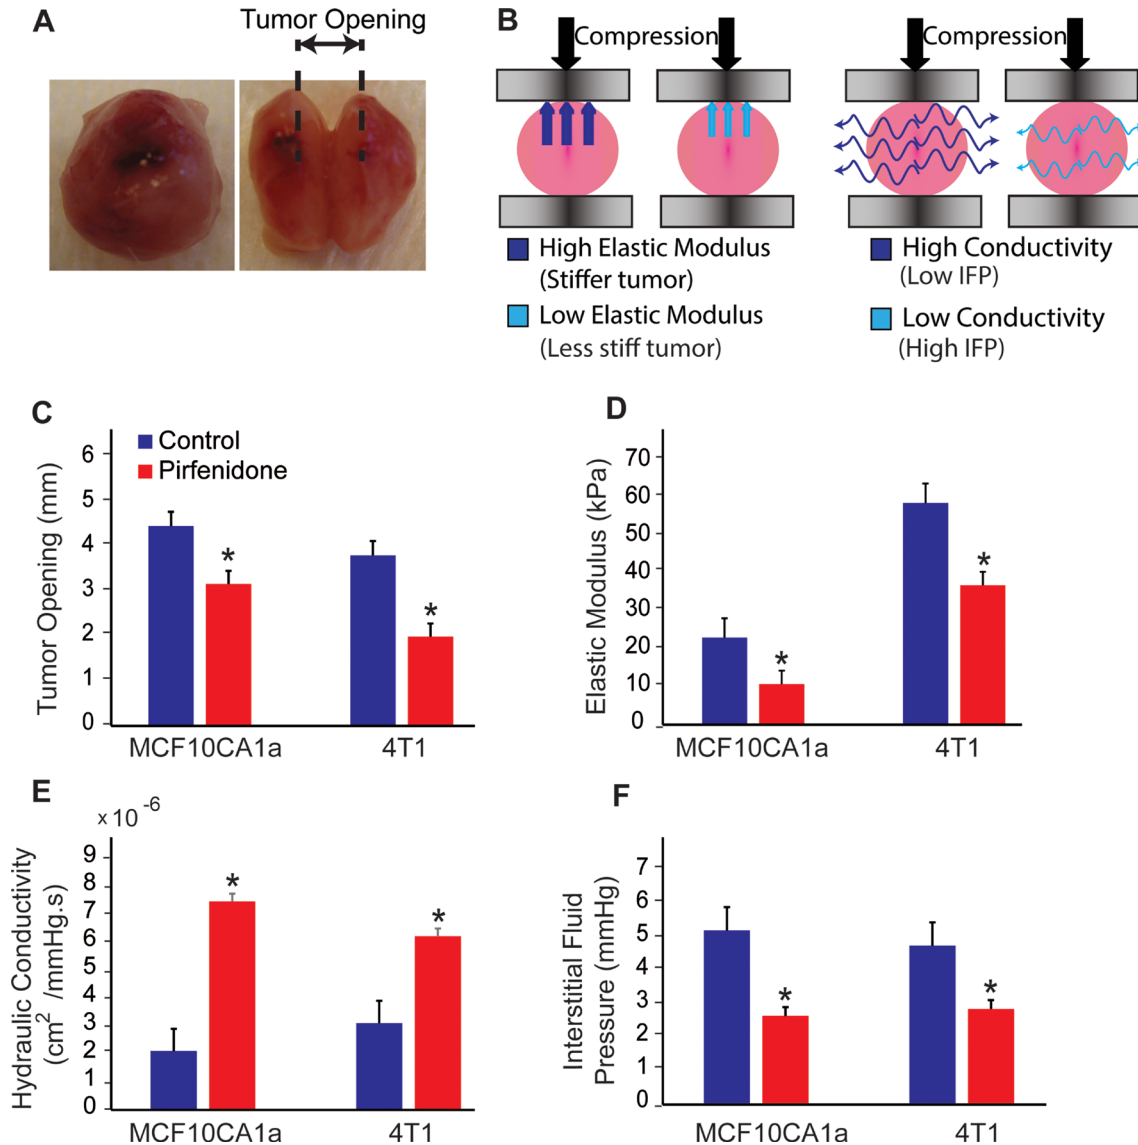 A
Tumor Opening
B
Compression
Compression
High Elastic Modulus
(Stiffer tumor)
Low Elastic Modulus
(Less stiff tumor)
High Conductivity
(Low IFP)
Low Conductivity
(High IFP)
C
Control
Pirfenidone
Tumor Opening (mm)
6
5
4
3
2
1
0
*
*
MCF10CA1a
4T1
D
Elastic Modulus (kPa)
70
60
50
40
30
20
10
0
*
*
MCF10CA1a
4T1
E
x 10 -6
Hydraulic Conductivity
(cm² /mmHg.s)
9
8
7
6
5
4
3
2
1
0
*
*
MCF10CA1a
4T1
F
Interstitial Fluid
Pressure (mmHg)
7
6
5
4
3
2
1
0
*
*
MCF10CA1a
4T1